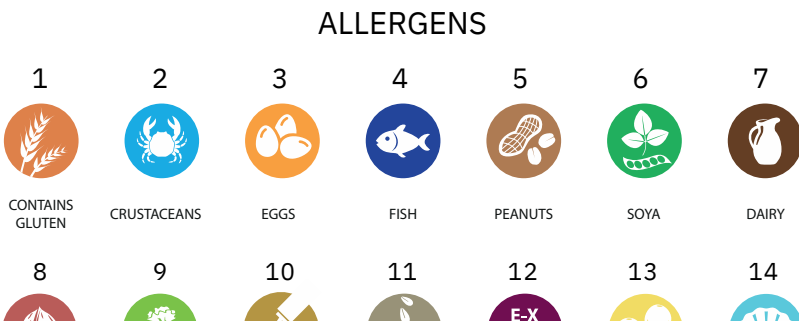 ALLERGENS
1 2 3 4 5 6 7
CONTAINS
GLUTEN
CRUSTACEANS
EGGS
FISH
PEANUTS
SOYA
DAIRY
8 9 10 11 12 13 14
E-X